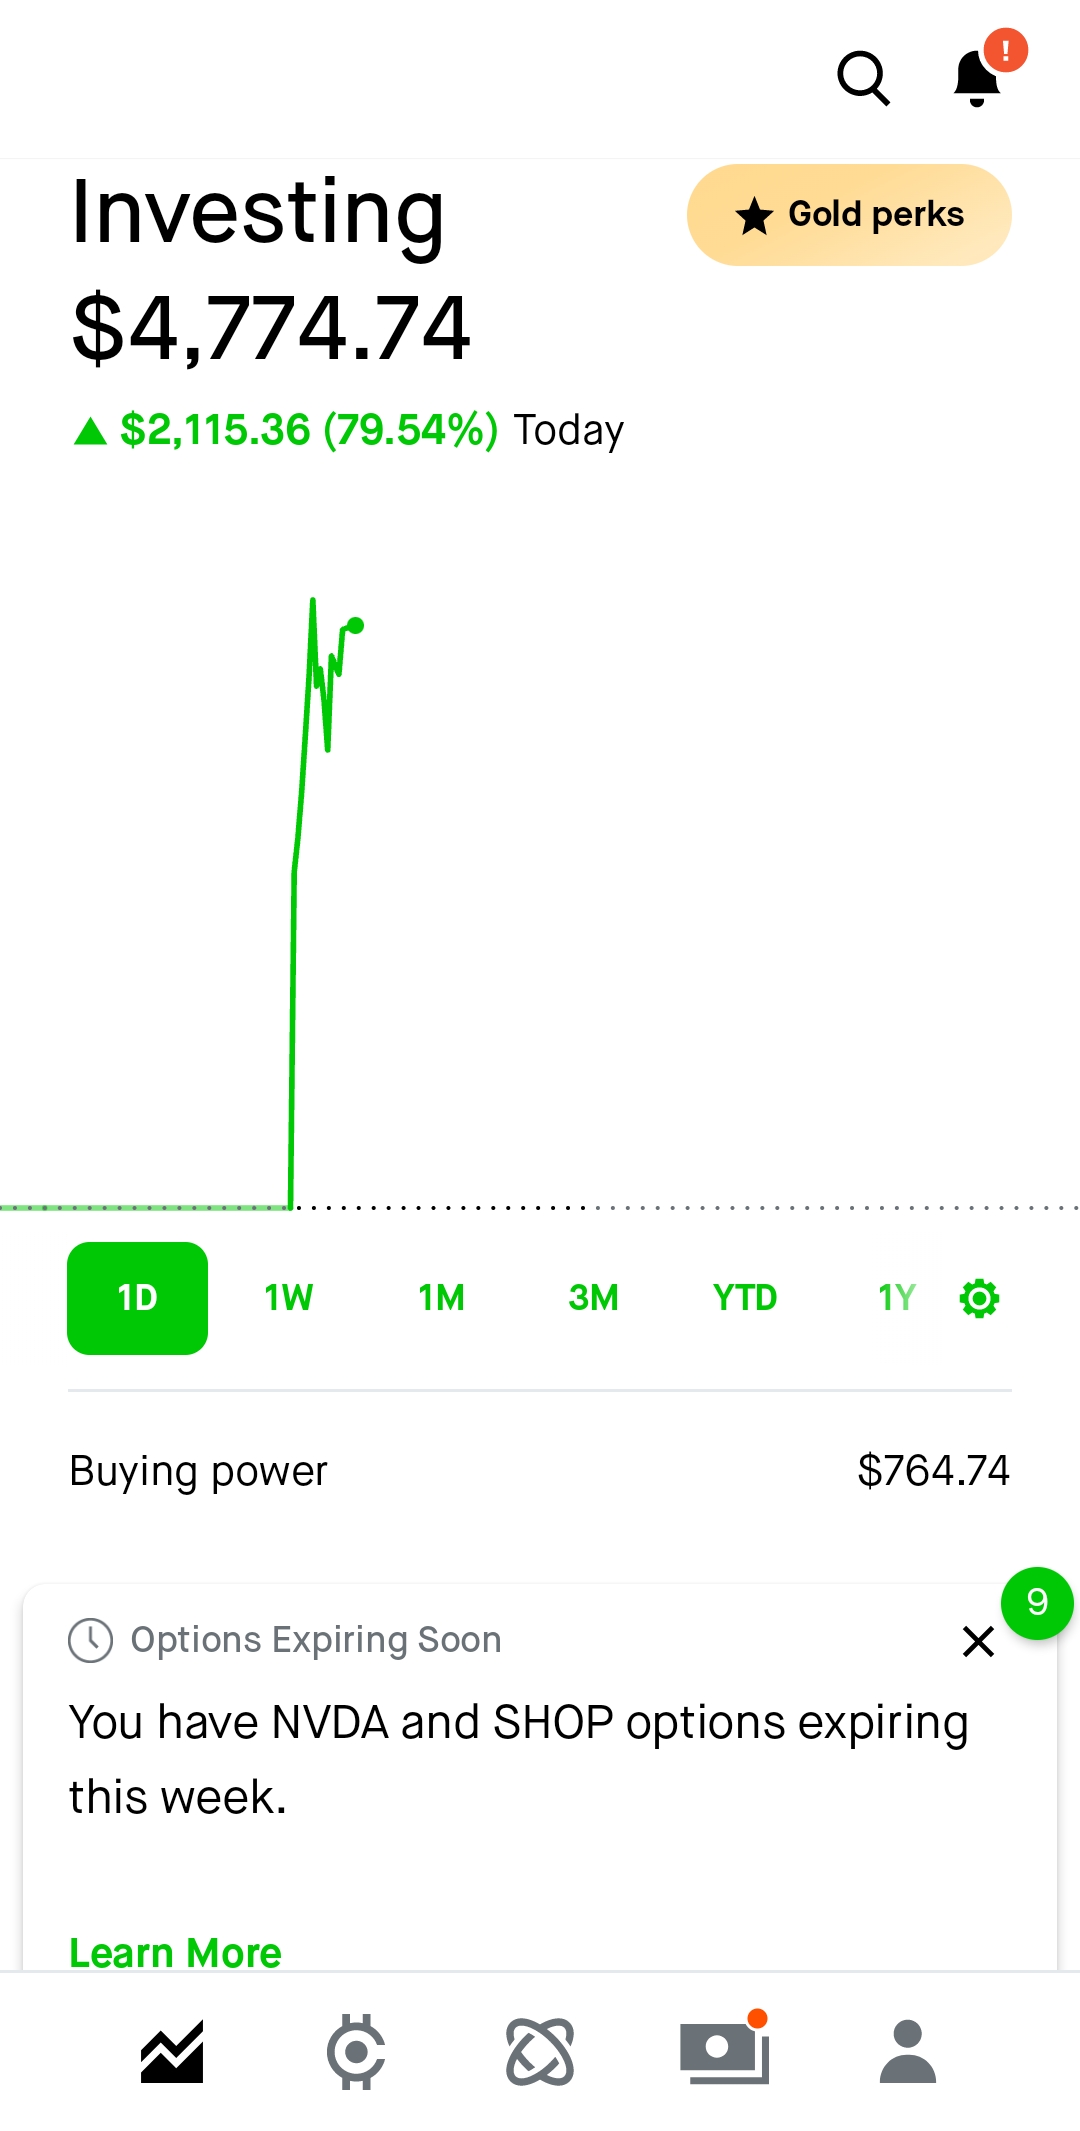 !
Investing
Gold perks
$4,774.74
$2,115.36 (79.54%) Today
1D 1W 1M 3M YTD 1Y
Buying power $764.74
9
Options Expiring Soon
You have NVDA and SHOP options expiring
this week.
Learn More